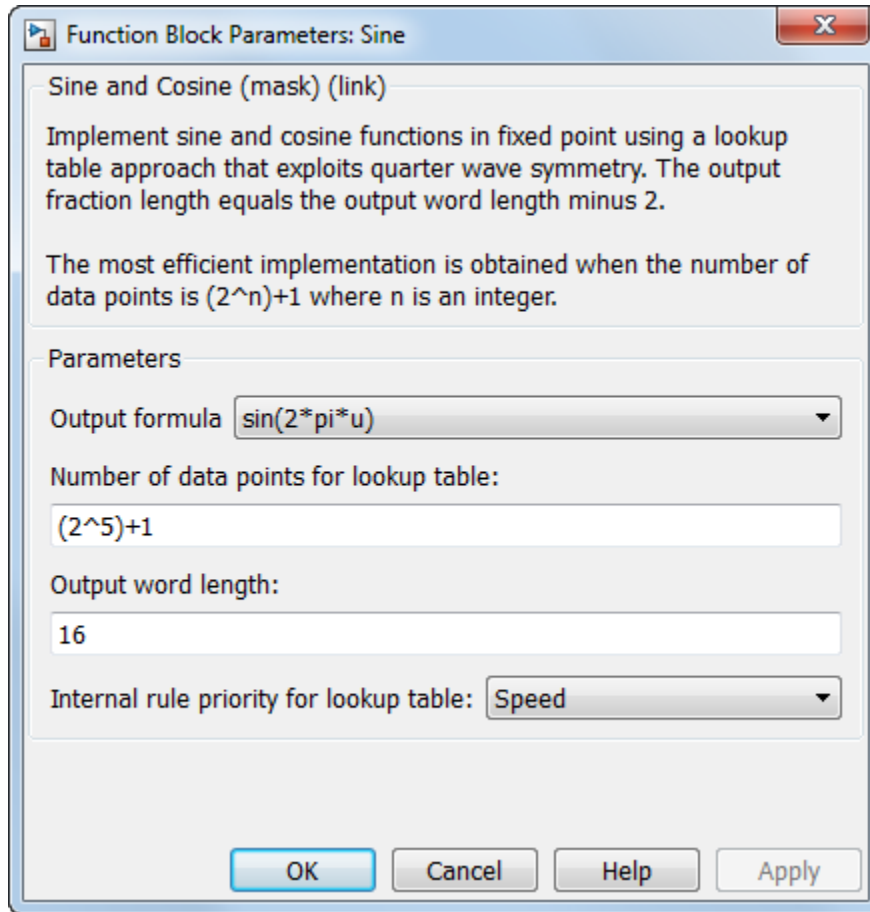 Function Block Parameters: Sine
Sine and Cosine (mask) (link)
Implement sine and cosine functions in fixed point using a lookup
table approach that exploits quarter wave symmetry. The output
fraction length equals the output word length minus 2.
The most efficient implementation is obtained when the number of
data points is (2^n)+1 where n is an integer.
Parameters
Output formula sin(2*pi*u)
Number of data points for lookup table:
(2^5)+1
Output word length:
16
Internal rule priority for lookup table: Speed
OK Cancel Help Apply